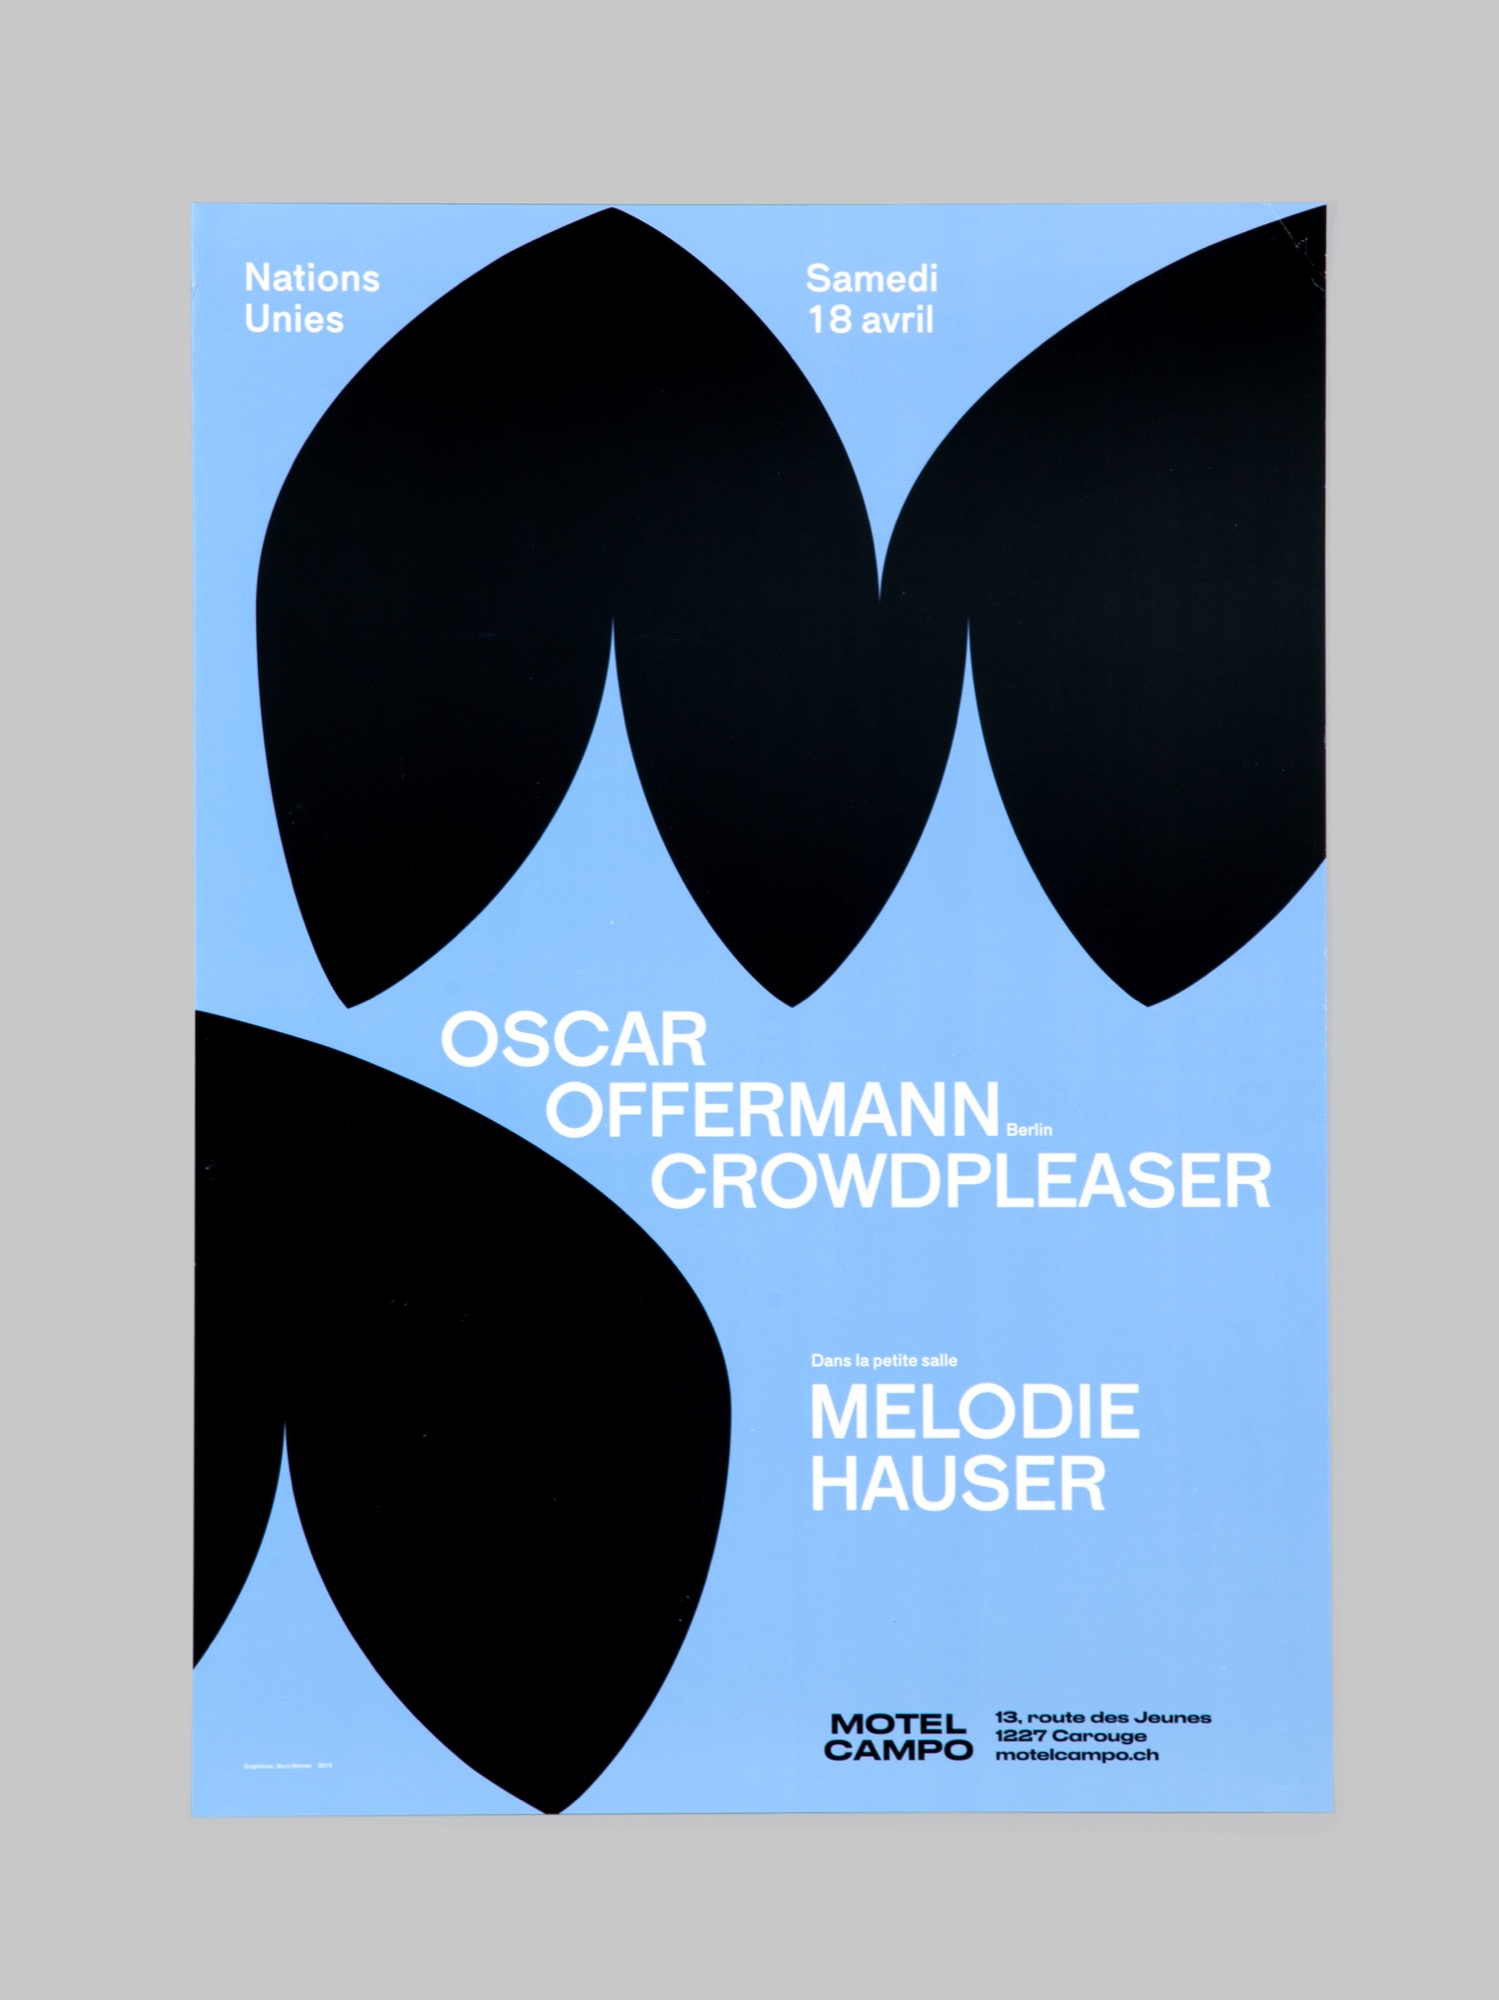 Nations
Unies
Samedi
18 avril
OSCAR
OFFERMANN Berlin
CROWDPLEASER
Dans la petite salle
MELODIE
HAUSER
MOTEL
CAMPO
13, route des Jeunes
1227 Carouge
motelcampo.ch